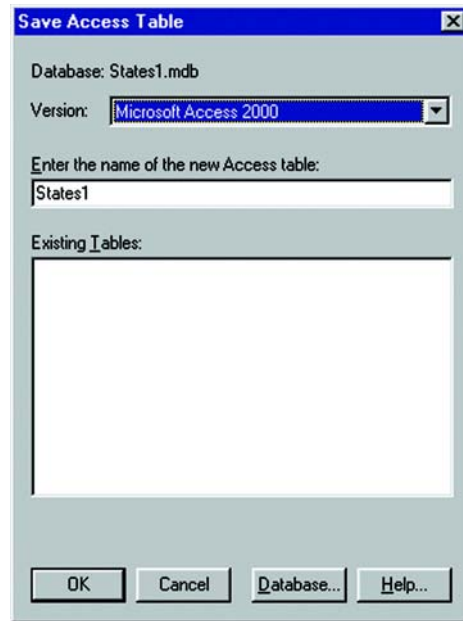 Save Access Table
Database: States1.mdb
Version: Microsoft Access 2000
Enter the name of the new Access table:
States1
Existing Tables:
OK Cancel Database... Help...